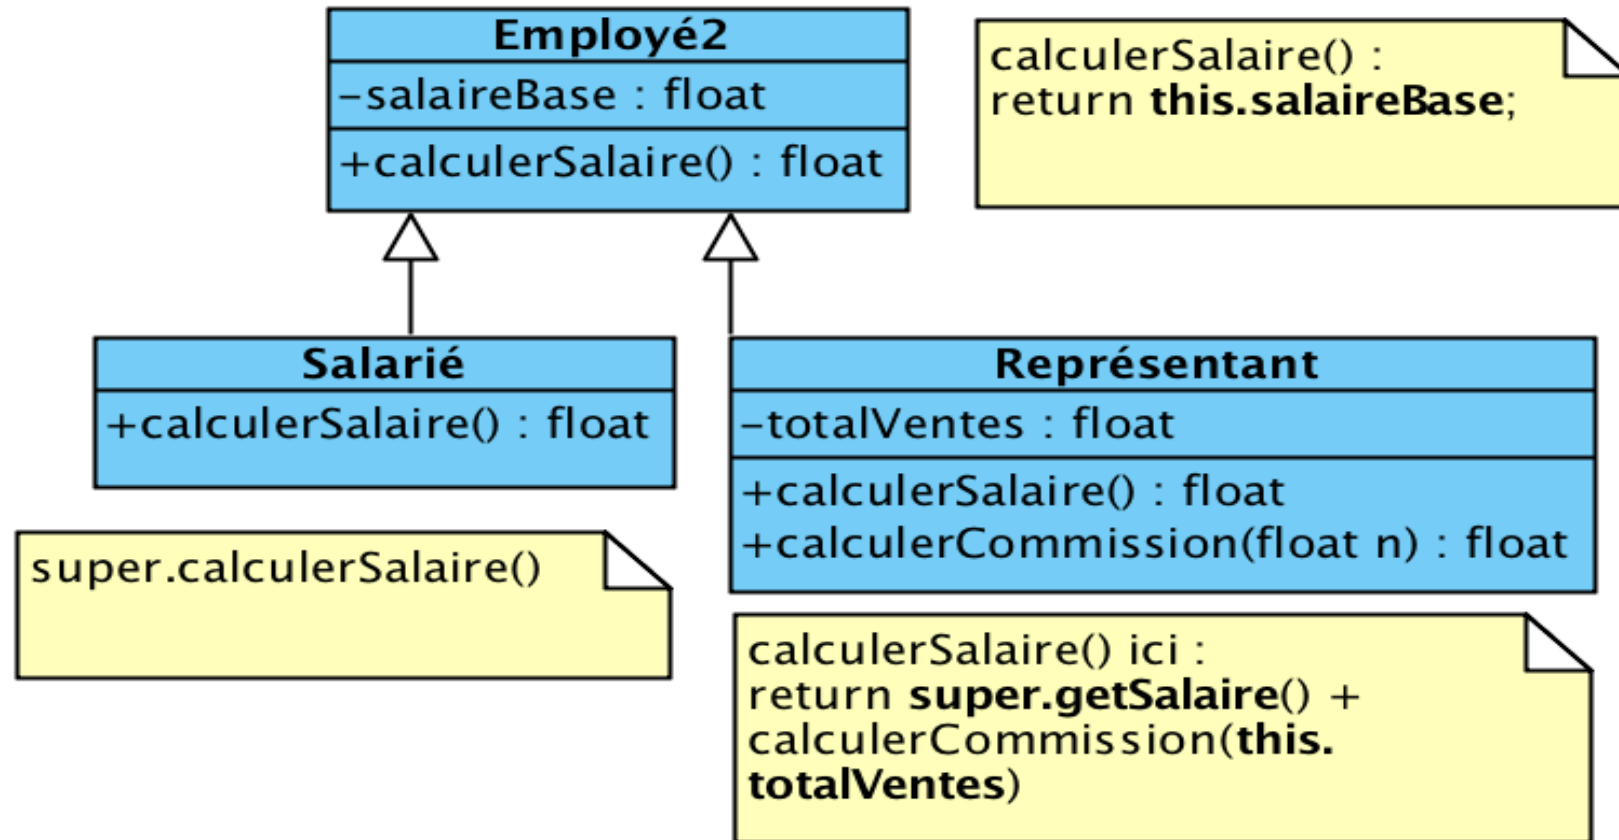 Employé2
-salaireBase : float
+calculerSalaire() : float
calculerSalaire() :
return this.salaireBase;
Salarié
+calculerSalaire() : float
super.calculerSalaire()
Représentant
-totalVentes : float
+calculerSalaire() : float
+calculerCommission(float n) : float
calculerSalaire() ici :
return super.getSalaire() +
calculerCommission(this.
totalVentes)